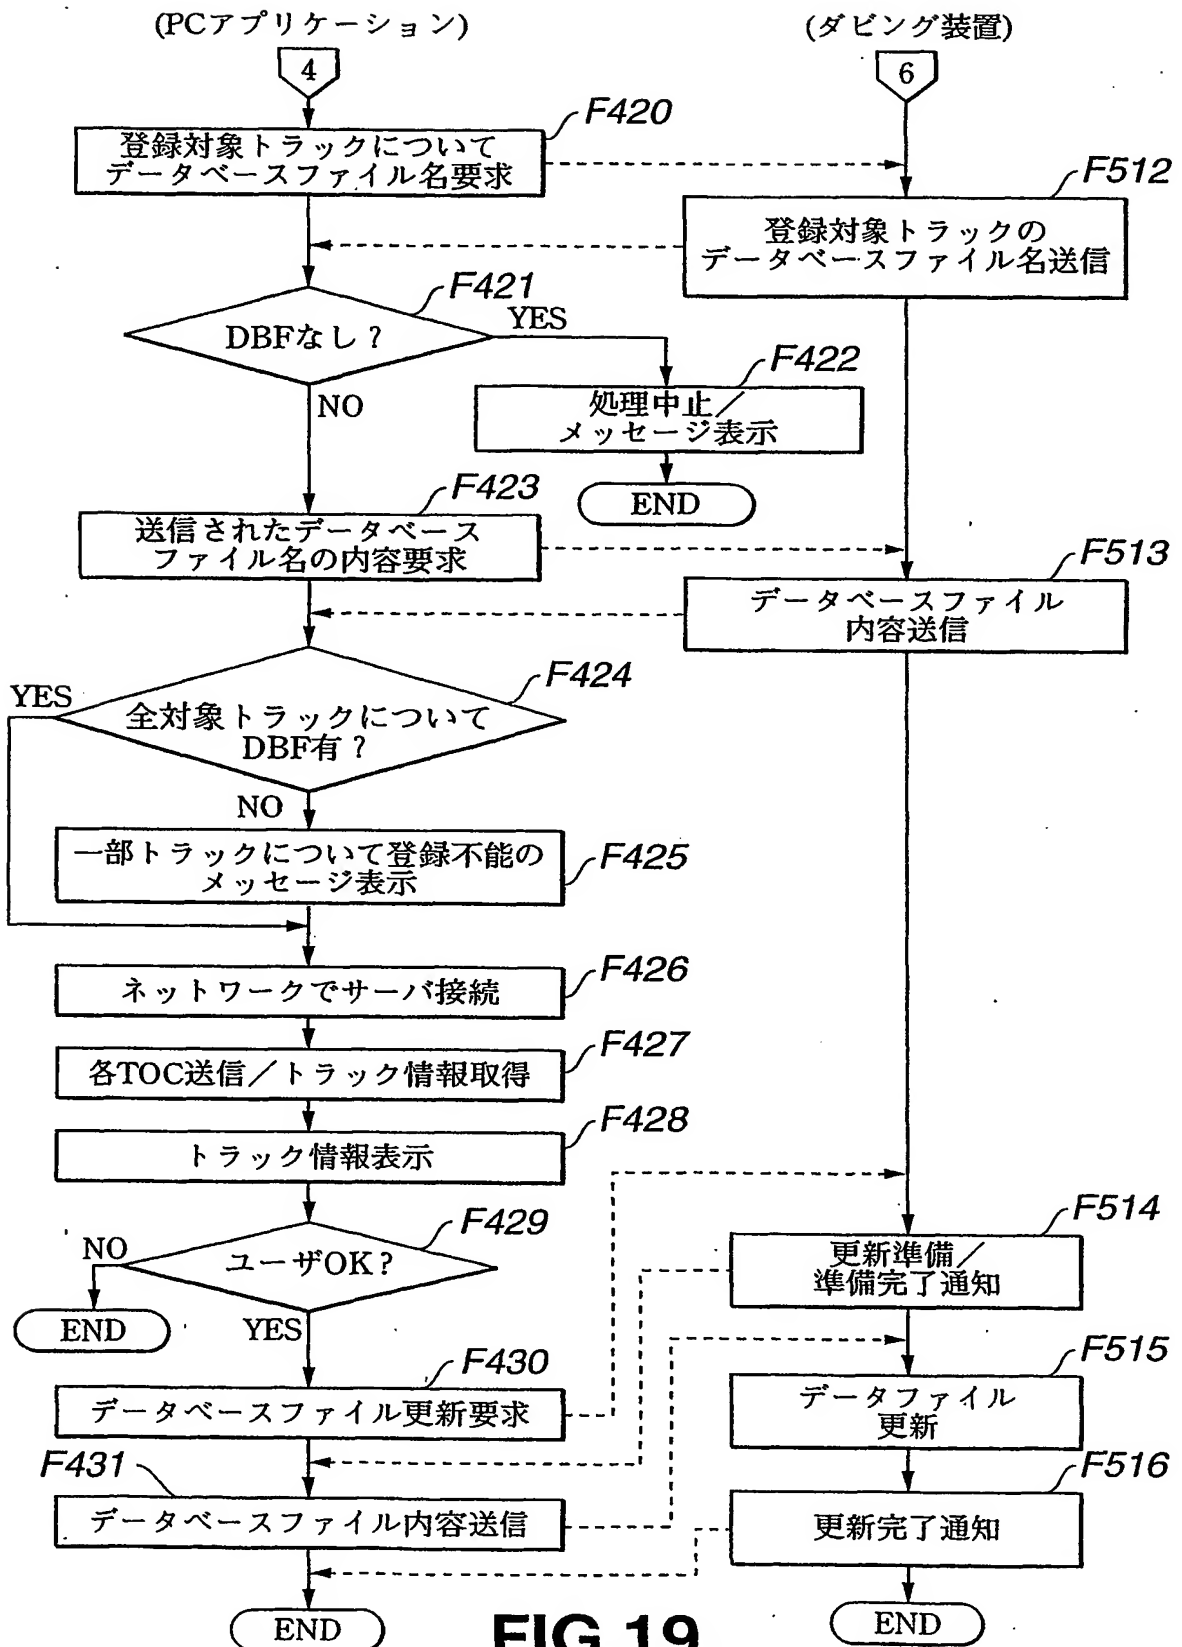 (PCアプリケーション)
(ダビング装置)
4
6
F420
登録対象トラックについて
データベースファイル名要求
F512
登録対象トラックの
データベースファイル名送信
F421
DBFなし?
YES
NO
F422
処理中止/
メッセージ表示
END
F423
送信されたデータベース
ファイル名の内容要求
F513
データベースファイル
内容送信
F424
YES
全対象トラックについて
DBF有?
NO
一部トラックについて登録不能の
メッセージ表示
F425
F426
ネットワークでサーバ接続
F427
各TOC送信/トラック情報取得
F428
トラック情報表示
F429
NO
ユーザOK?
END
YES
F514
更新準備/
準備完了通知
F430
データベースファイル更新要求
F515
データファイル
更新
F431
データベースファイル内容送信
F516
更新完了通知
END
END
FIG.19